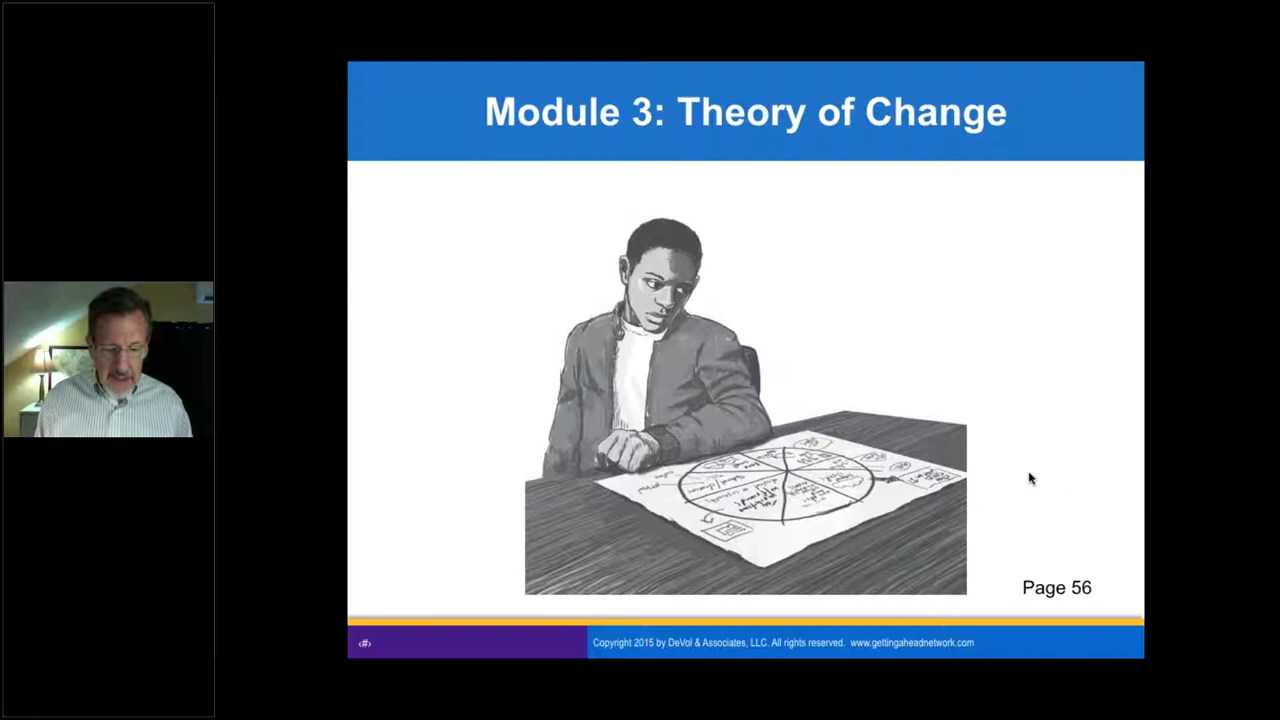 Module 3: Theory of Change
Page 56
‹#›
Copyright 2015 by DeVol & Associates, LLC. All rights reserved. www.gettingaheadnetwork.com